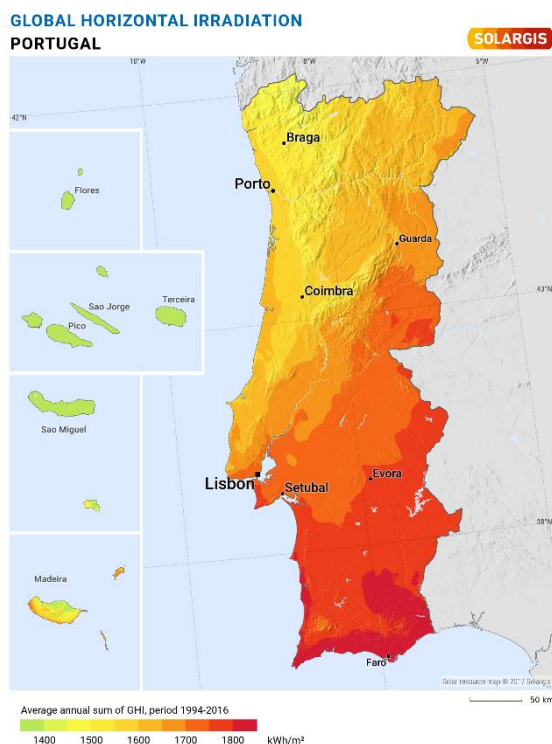 GLOBAL HORIZONTAL IRRADIATION
PORTUGAL
SOLARGIS
10°W
8°W
6°W
42°N
Braga
Porto
Flores
Guarda
40°N
Coimbra
Sao Jorge
Terceira
Pico
Sao Miguel
Lisbon
Setubal
Evora
38°N
Madeira
Faro
Solar resource map © 2017 Solargis
50 km
Average annual sum of GHI, period 1994-2016
1400 1500 1600 1700 1800 kWh/m²